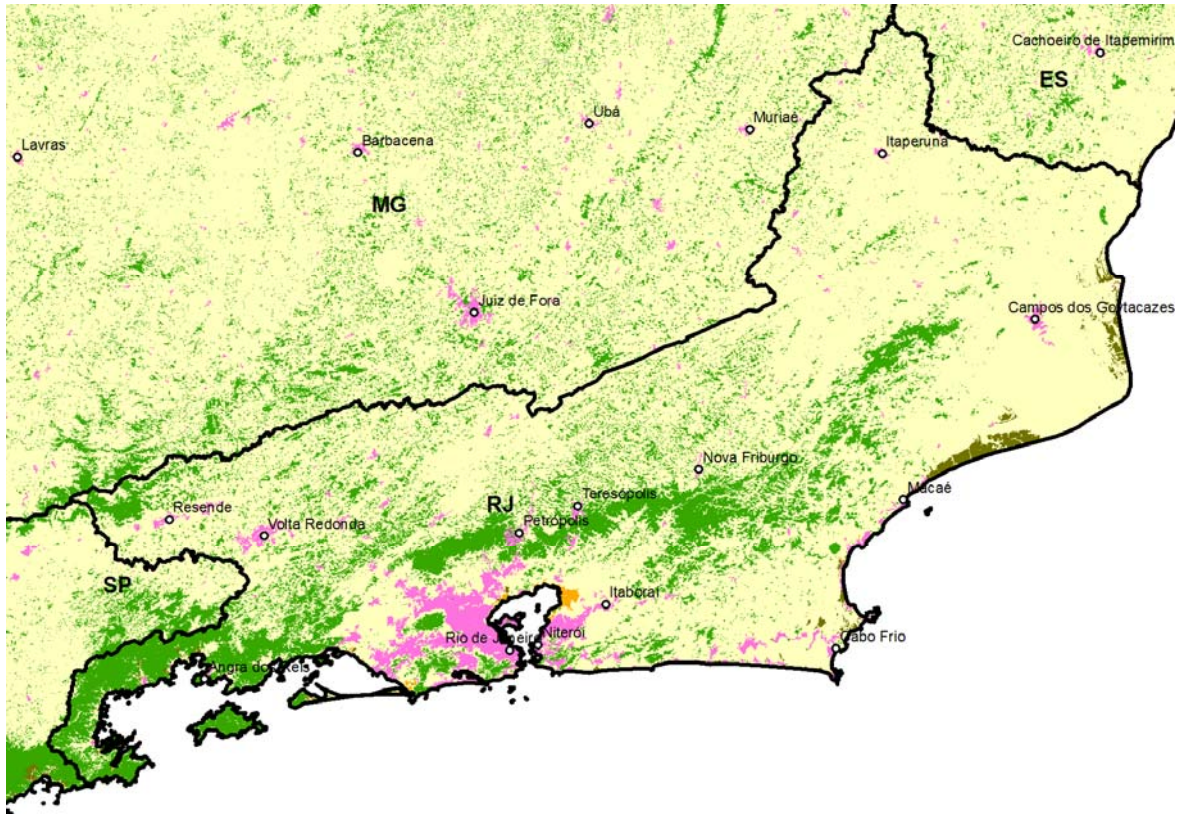 Cachoeiro de Itapemirim
ES
Ubá
Muriaé
Lavras
Barbacena
Itaperuna
MG
Juiz de Fora
Campos dos Goytacazes
Nova Friburgo
Macaé
Teresópolis
RJ
Resende
Volta Redonda
Petrópolis
SP
Itaboraí
Niterói
Rio de Janeiro
Cabo Frio
Angra dos Reis